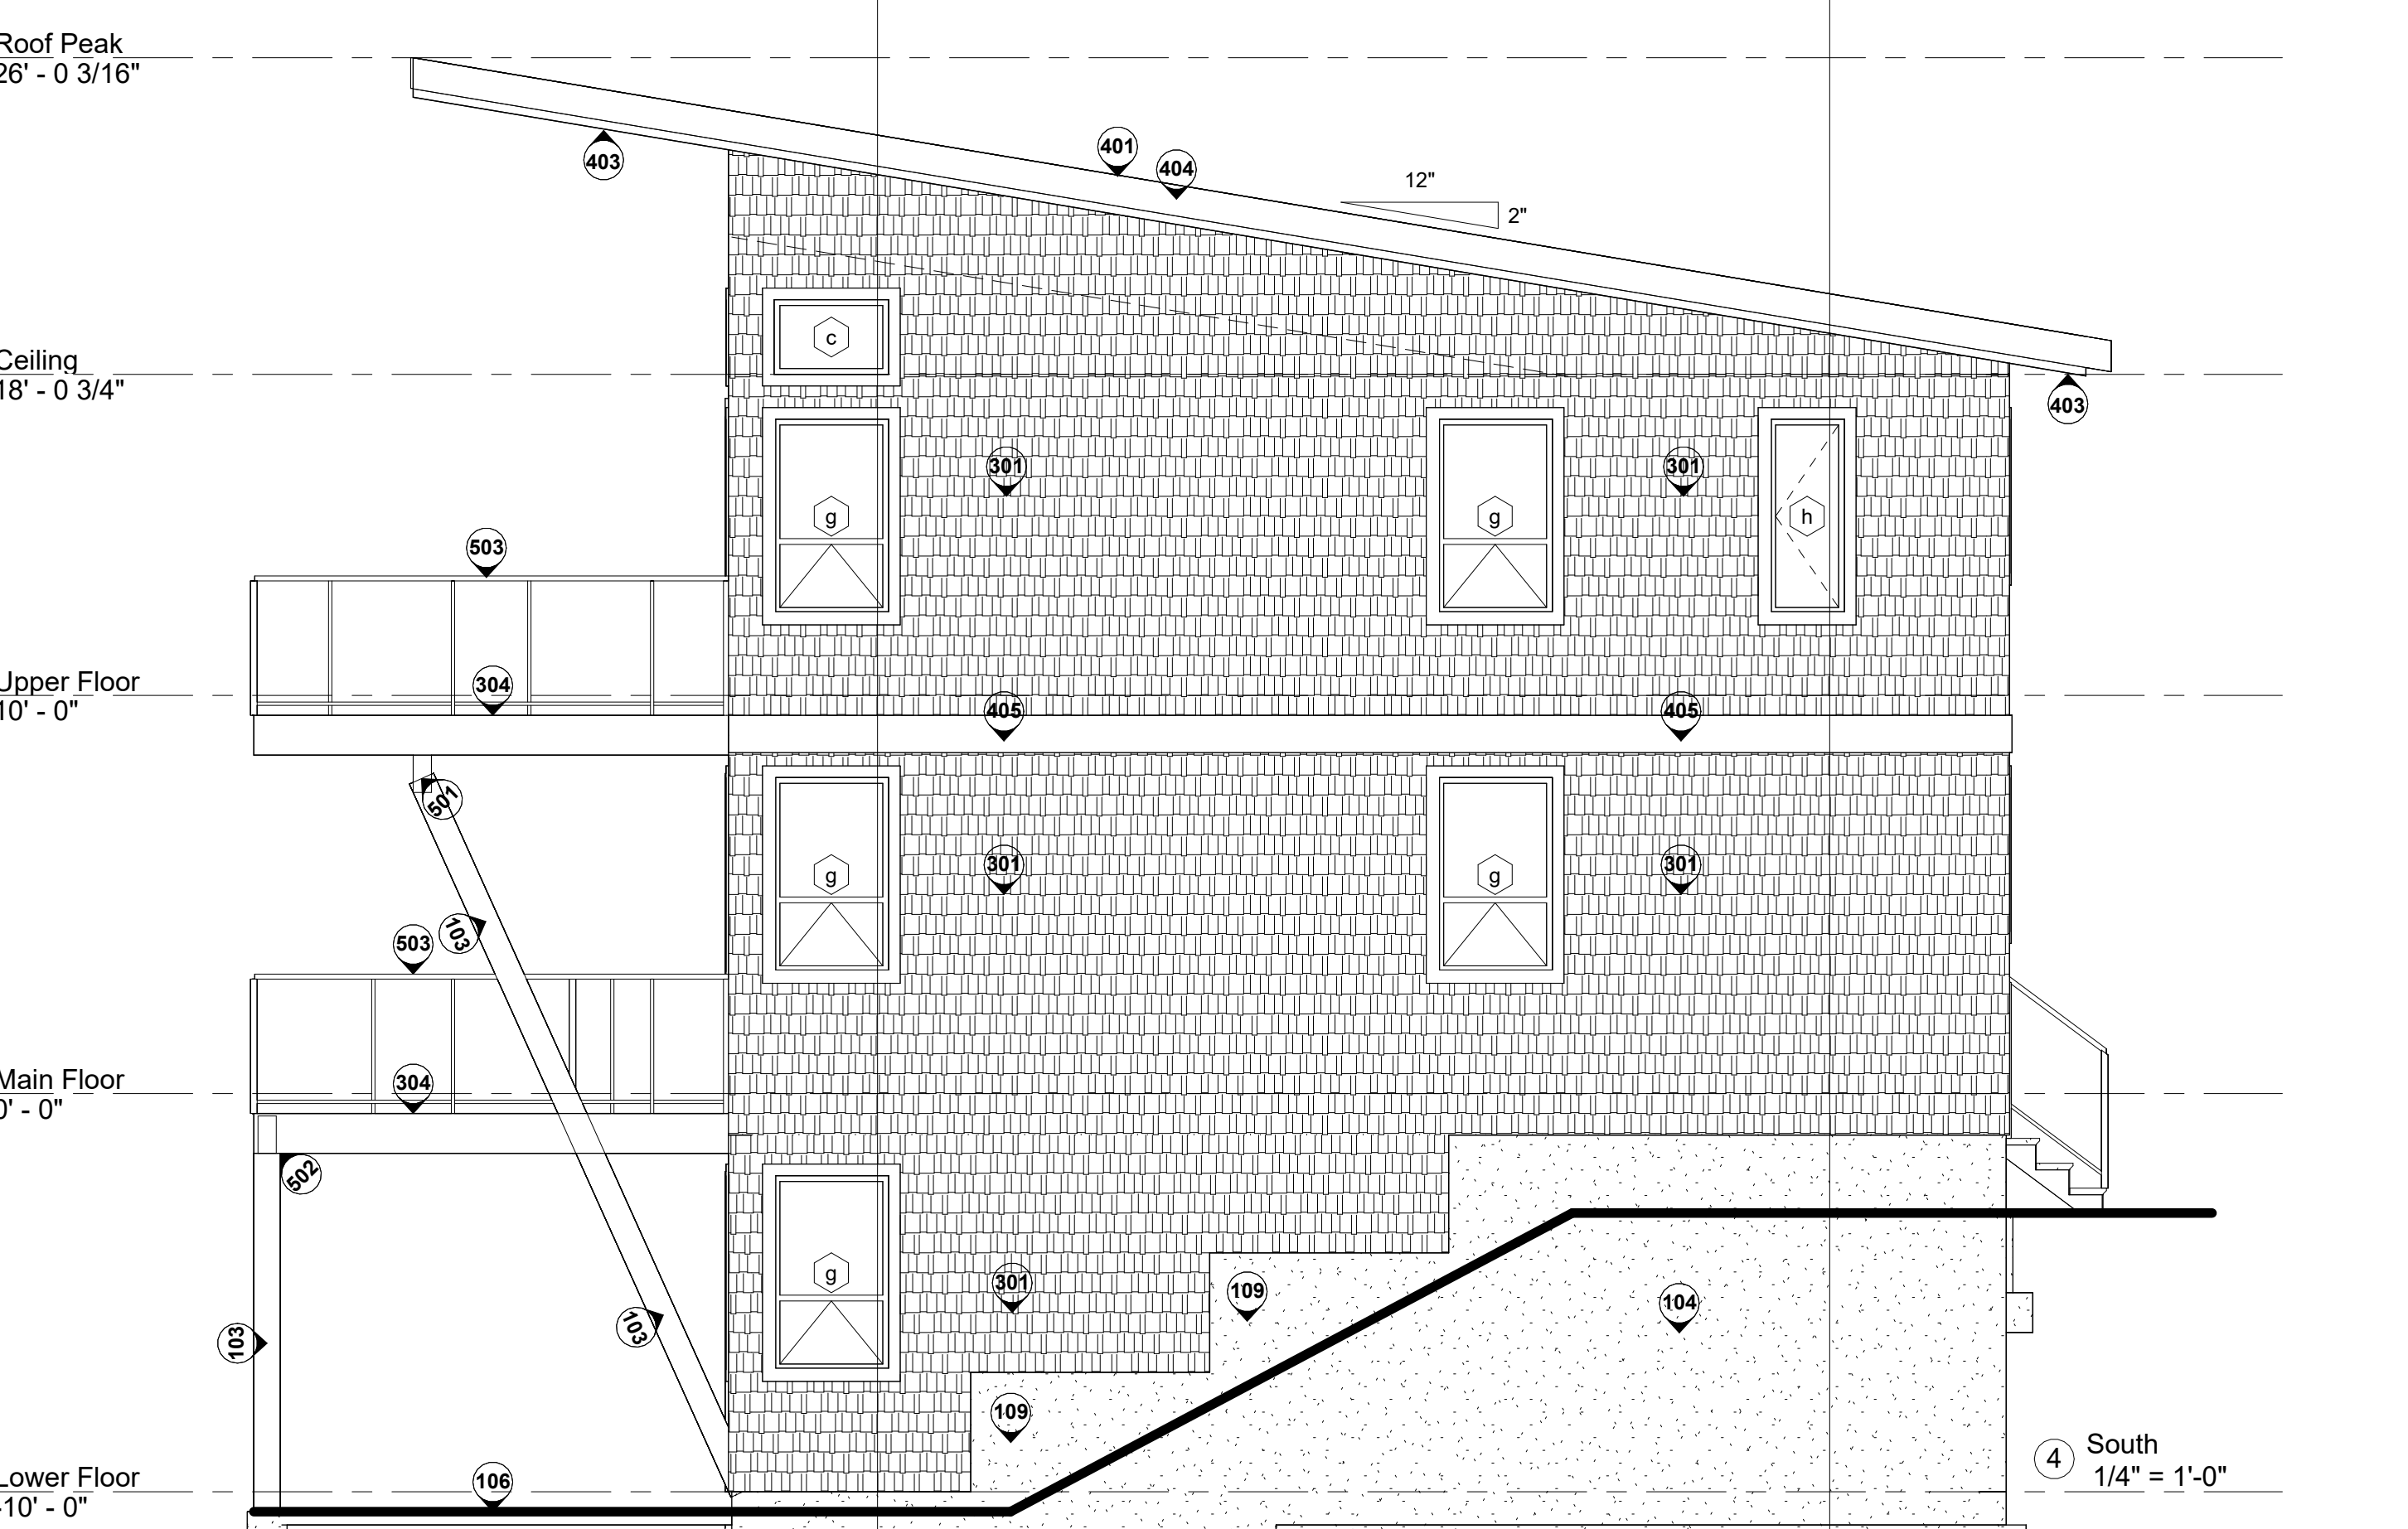 Roof Peak
26' - 0 3/16"
403
401
404
12"
2"
c
Ceiling
18' - 0 3/4"
403
301
301
g
g
h
503
304
Upper Floor
10' - 0"
405
405
501
301
301
g
g
103
503
304
Main Floor
0' - 0"
502
g
301
109
104
103
103
109
South
4
1/4" = 1'-0"
106
Lower Floor
-10' - 0"